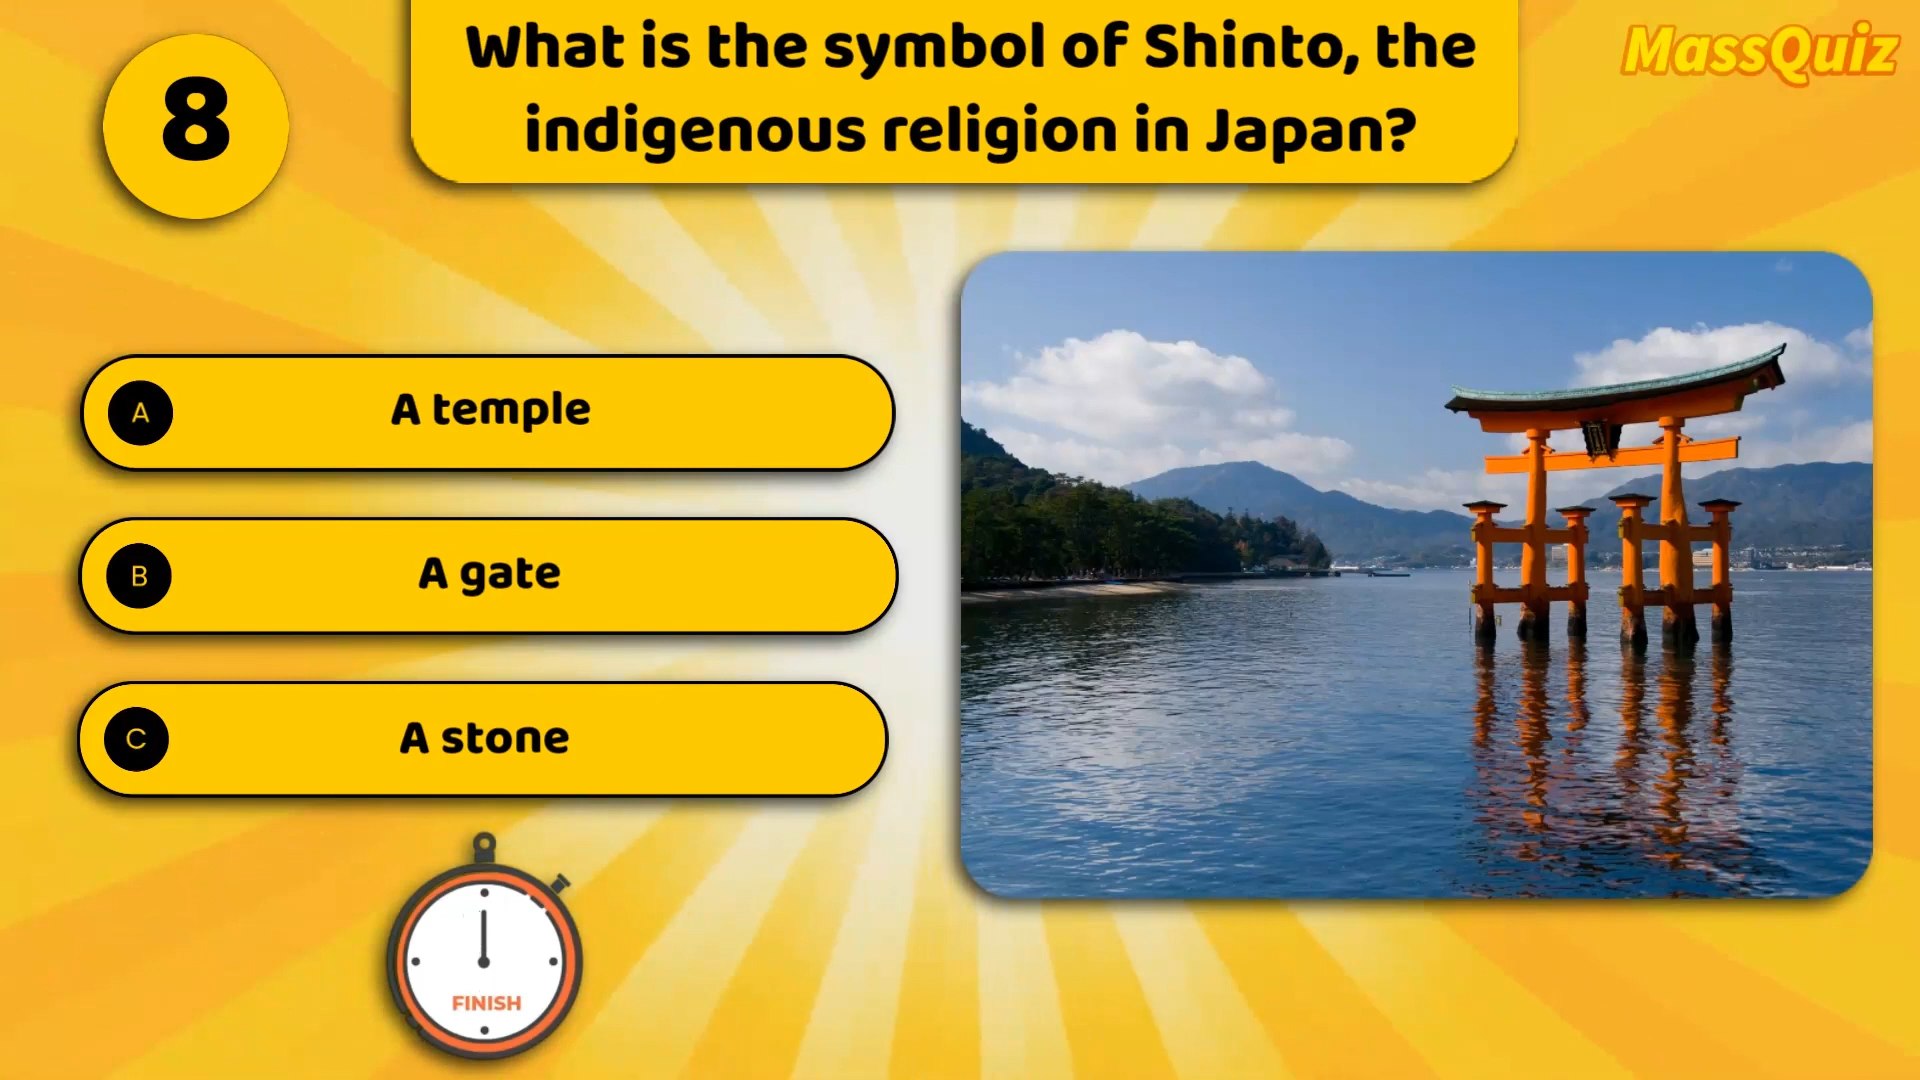 8
What is the symbol of Shinto, the
indigenous religion in Japan?
MassQuiz
A A temple
B A gate
C A stone
FINISH